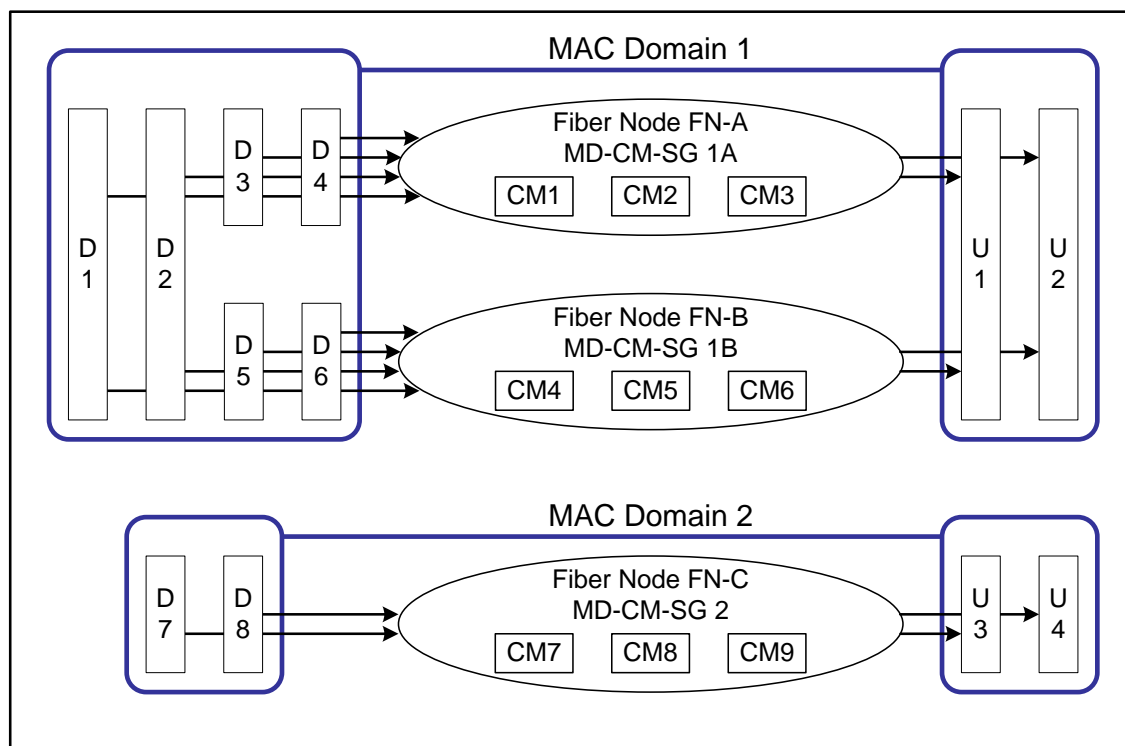 MAC Domain 1
D
1
D
2
D
3
D
4
Fiber Node FN-A
MD-CM-SG 1A
CM1 CM2 CM3
U
1
U
2
D
5
D
6
Fiber Node FN-B
MD-CM-SG 1B
CM4 CM5 CM6
MAC Domain 2
D
7
D
8
Fiber Node FN-C
MD-CM-SG 2
CM7 CM8 CM9
U
3
U
4